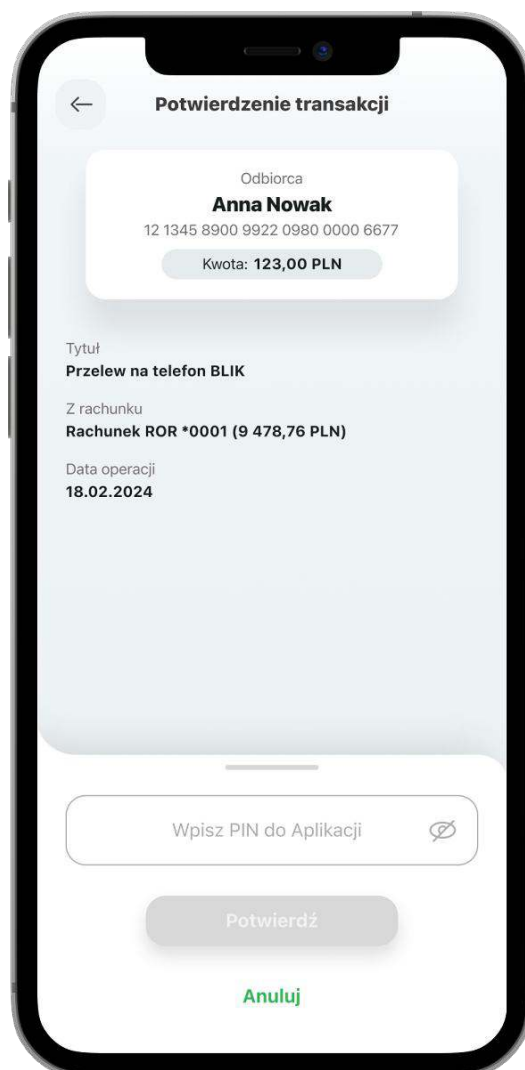 Potwierdzenie transakcji
Odbiorca
Anna Nowak
12 1345 8900 9922 0980 0000 6677
Kwota: 123,00 PLN
Tytuł
Przelew na telefon BLIK
Z rachunku
Rachunek ROR *0001 (9 478,76 PLN)
Data operacji
18.02.2024
Wpisz PIN do Aplikacji
Potwierdź
Anuluj